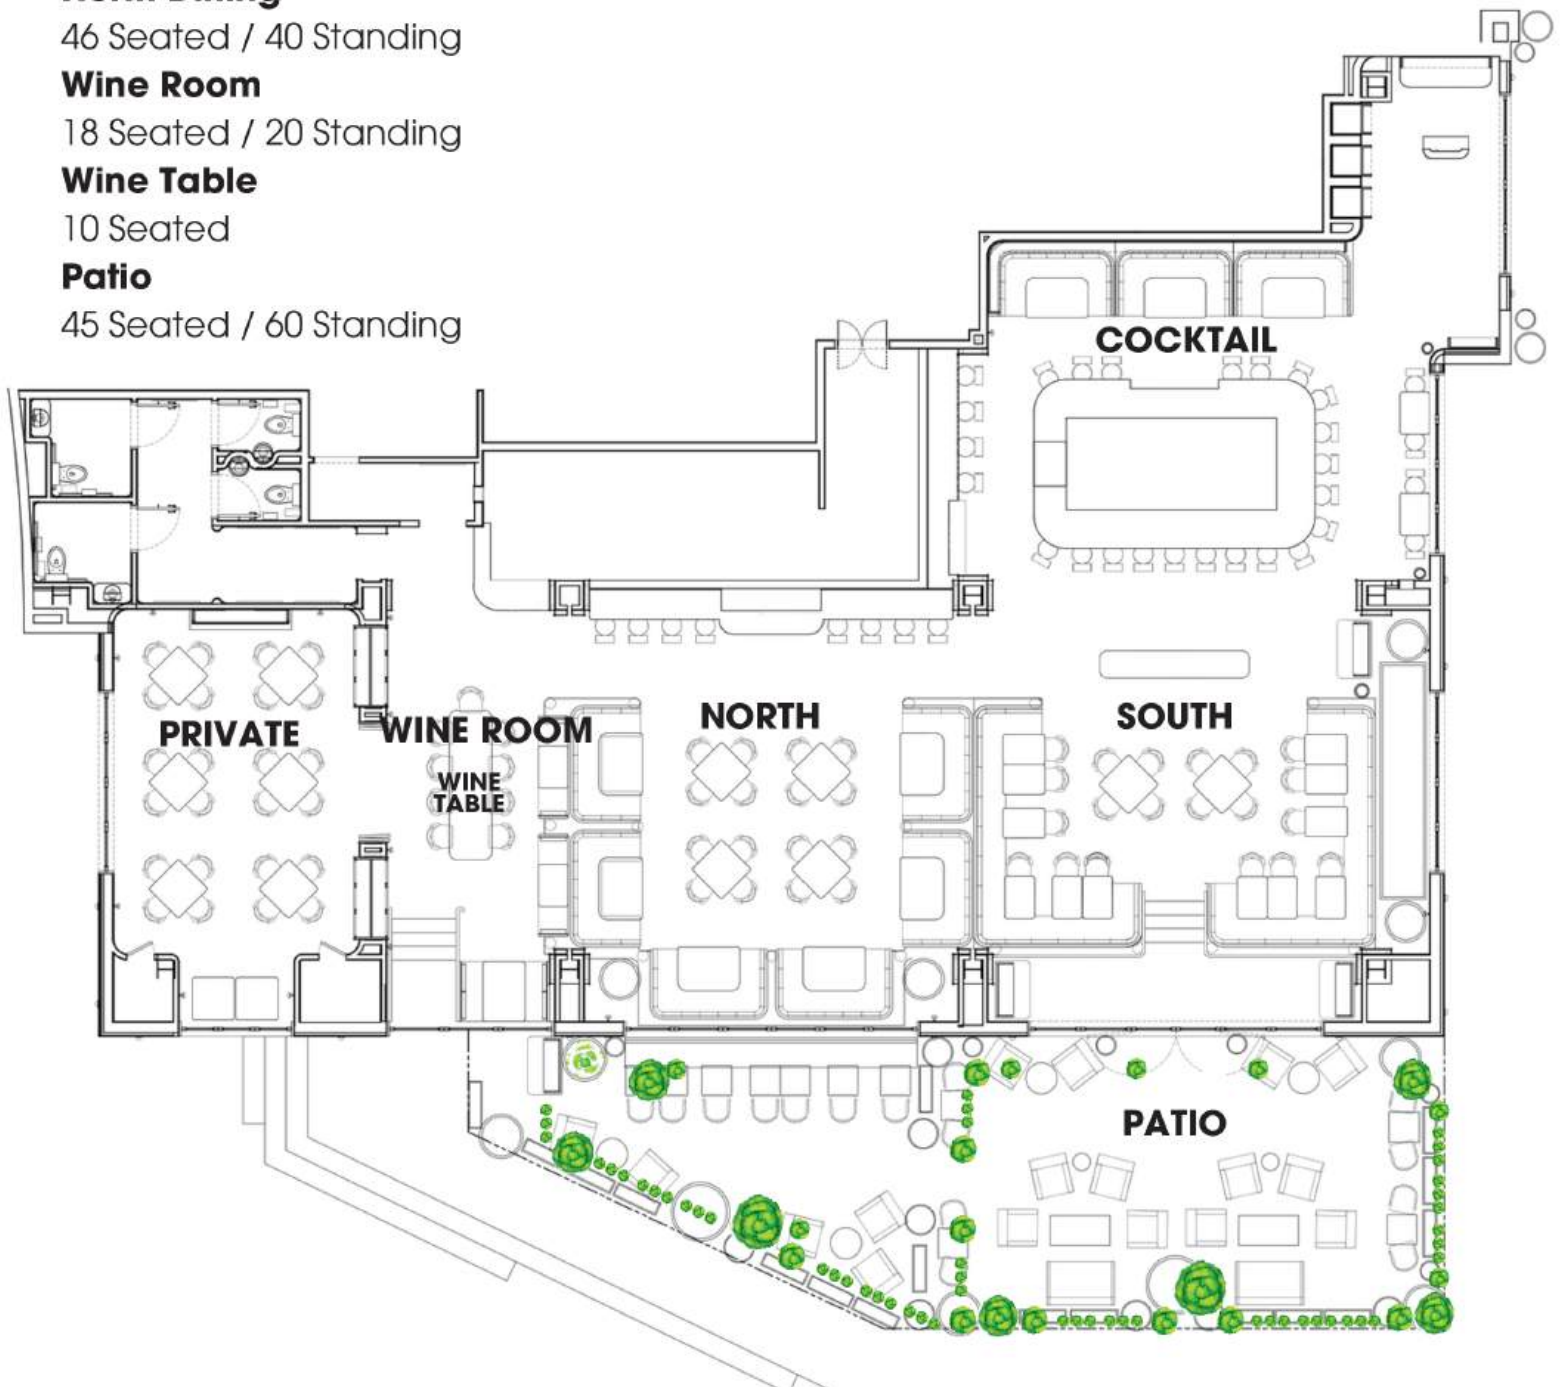 46 Seated / 40 Standing
Wine Room
18 Seated / 20 Standing
Wine Table
10 Seated
Patio
45 Seated / 60 Standing
COCKTAIL
PRIVATE
WINE ROOM
NORTH
SOUTH
WINE
TABLE
PATIO